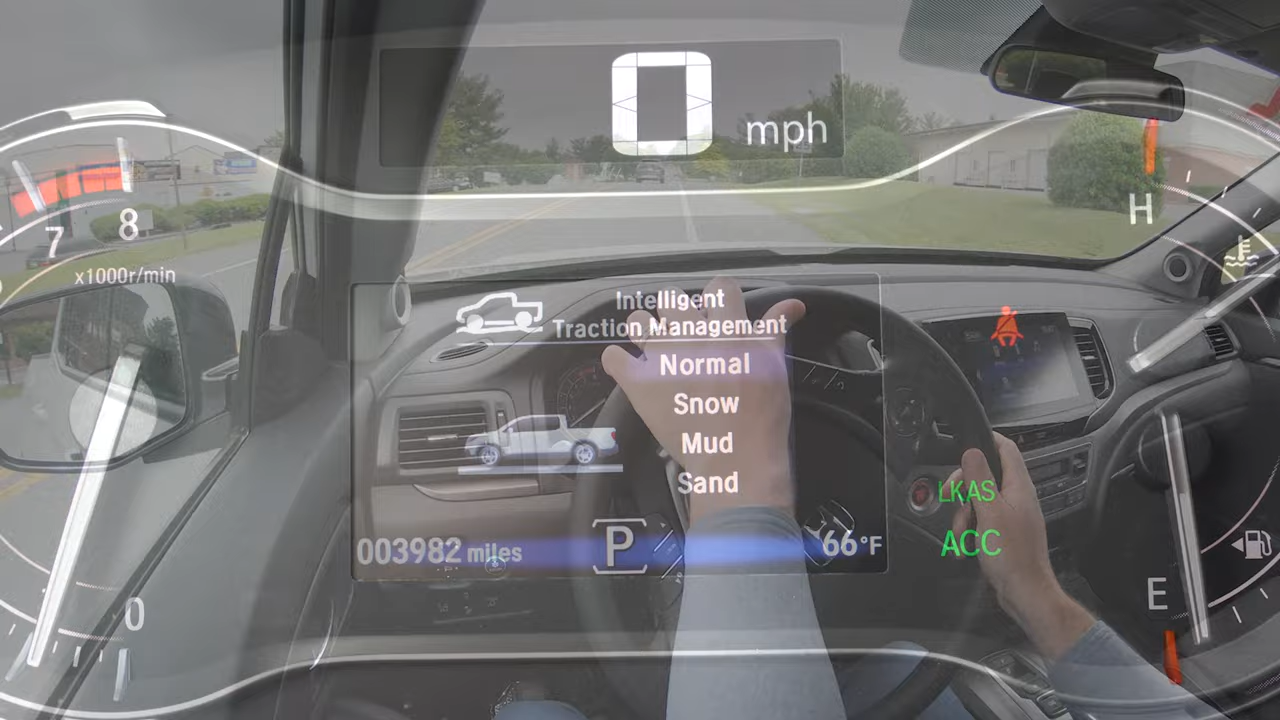 0 mph
7
8
x1000r/min
H
Intelligent
Traction Management
Normal
Snow
Mud
Sand
LKAS
003982 miles
P
66°F
ACC
0
E